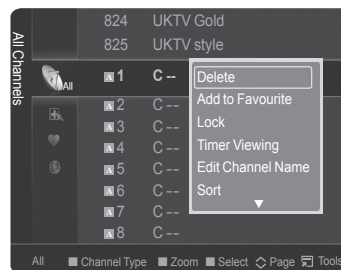 824 UKTV Gold
825 UKTV style
All Channels
All
A 1 C --
A 2 C --
A 3 C --
A 4 C --
A 5 C --
A 6 C --
A 7 C --
A 8 C --
Delete
Add to Favourite
Lock
Timer Viewing
Edit Channel Name
Sort
All Channel Type Zoom Select Page Tools